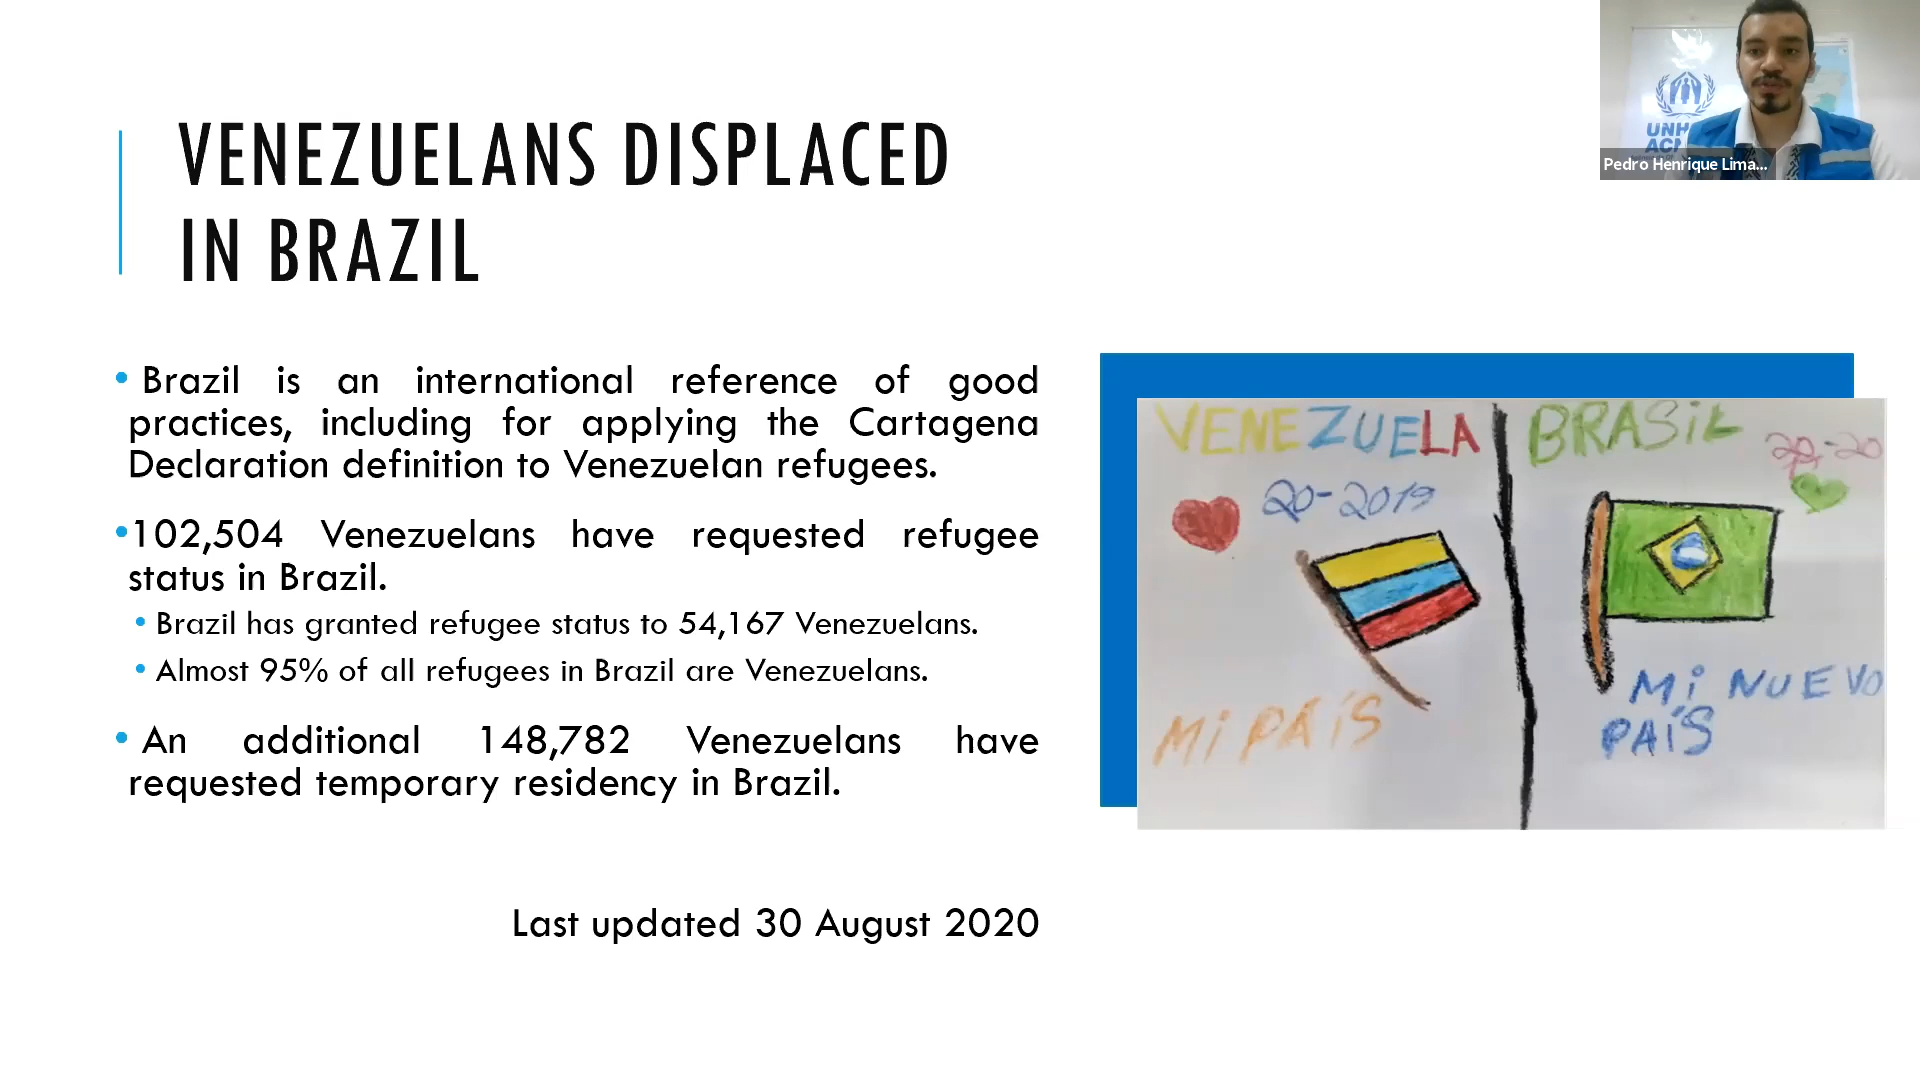 VENEZUELANS DISPLACED
IN BRAZIL
• Brazil is an international reference of good
practices, including for applying the Cartagena
Declaration definition to Venezuelan refugees.
•102,504 Venezuelans have requested refugee
status in Brazil.
• Brazil has granted refugee status to 54,167 Venezuelans.
• Almost 95% of all refugees in Brazil are Venezuelans.
• An additional 148,782 Venezuelans have
requested temporary residency in Brazil.
Last updated 30 August 2020
Pedro Henrique Lima...
VENEZUELA
20-2019
MI PAÍS
BRASIL
MI NUEVO
PAÍS